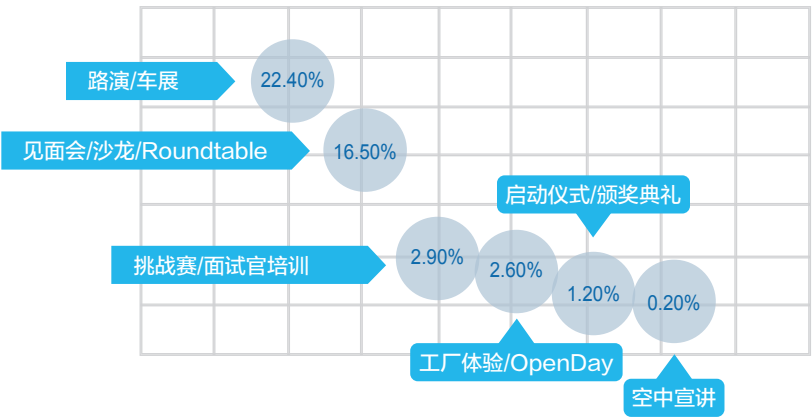 路演/车展
22.40%
见面会/沙龙/Roundtable
16.50%
启动仪式/颁奖典礼
挑战赛/面试官培训
2.90%
2.60%
1.20%
0.20%
工厂体验/OpenDay
空中宣讲